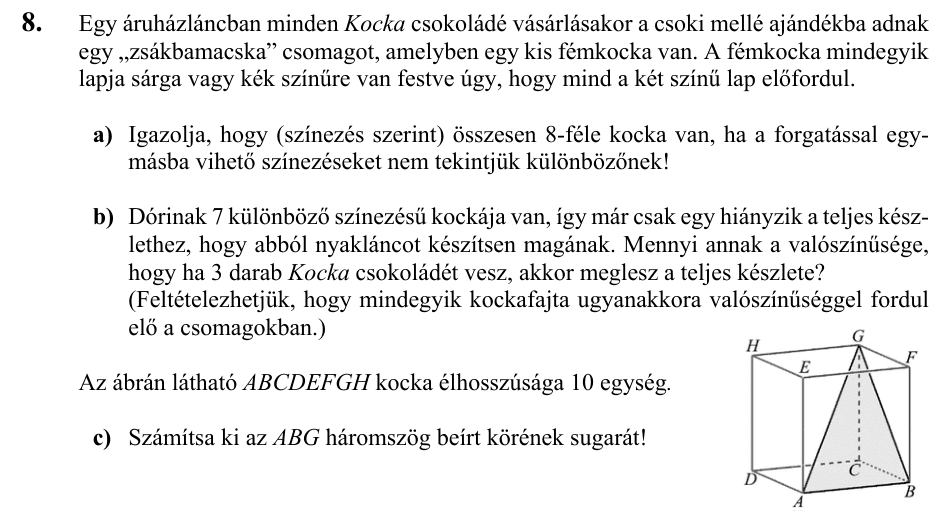 8. Egy áruházláncban minden Kocka csokoládé vásárlásakor a csoki mellé ajándékba adnak
egy „zsákbamacska” csomagot, amelyben egy kis fémkocka van. A fémkocka mindegyik
lapja sárga vagy kék színűre van festve úgy, hogy mind a két színű lap előfordul.
a) Igazolja, hogy (színezés szerint) összesen 8-féle kocka van, ha a forgatással egy-
másba vihető színezéseket nem tekintjük különbözőnek!
b) Dórinak 7 különböző színezésű kockája van, így már csak egy hiányzik a teljes kész-
lethez, hogy abból nyakláncot készítsen magának. Mennyi annak a valószínűsége,
hogy ha 3 darab Kocka csokoládét vesz, akkor meglesz a teljes készlete?
(Feltételezhetjük, hogy mindegyik kockafajta ugyanakkora valószínűséggel fordul
elő a csomagokban.)
Az ábrán látható ABCDEFGH kocka élhosszúsága 10 egység.
c) Számítsa ki az ABG háromszög beírt körének sugarát!
G
H
F
E
C
D
B
A